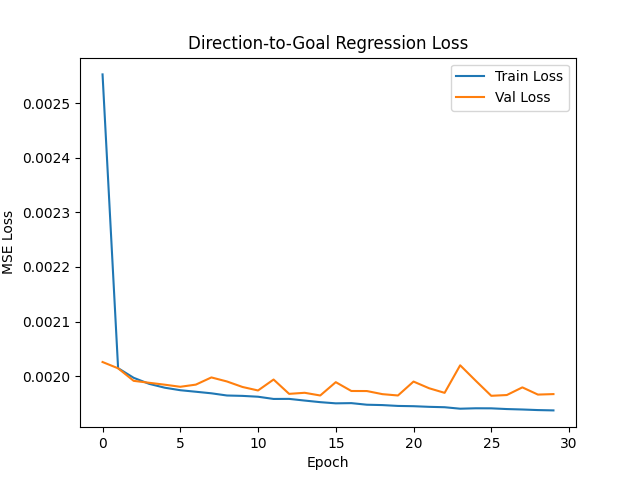 Direction-to-Goal Regression Loss
Train Loss
Val Loss
MSE Loss
0.0025
0.0024
0.0023
0.0022
0.0021
0.0020
0 5 10 15 20 25 30
Epoch